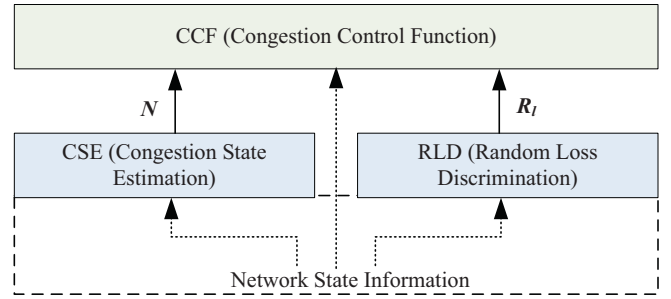 CCF (Congestion Control Function)
N
R_l
CSE (Congestion State
Estimation)
RLD (Random Loss
Discrimination)
Network State Information